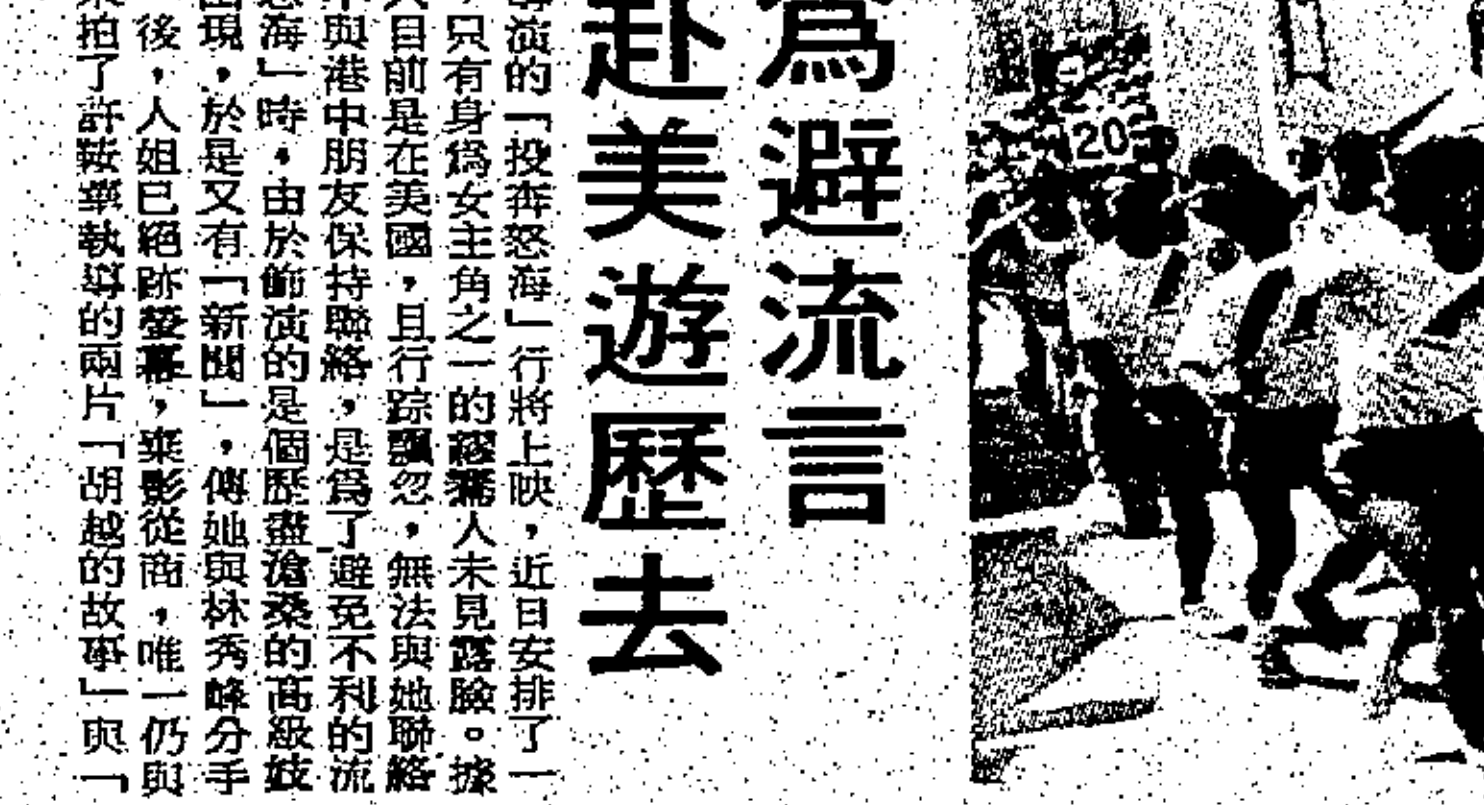 爲避流言
赴美遊歷去
演的「投奔怒海」行將上映，近日安排了一
，只有身爲女主角之一的繆騫人未見露臉。據
目前是在美國，且行踪飄忽，無法與她聯絡
與港中朋友保持聯絡，是爲了避免不利的流
海」時，由於飾演的是個歷盡滄桑的高級妓
現，於是又有「新聞」，傳她與林秀峰分手
後，人姐已絕跡螢幕，棄影從商，唯一仍與
拍了許鞍華執導的兩片「胡越的故事」與「
20